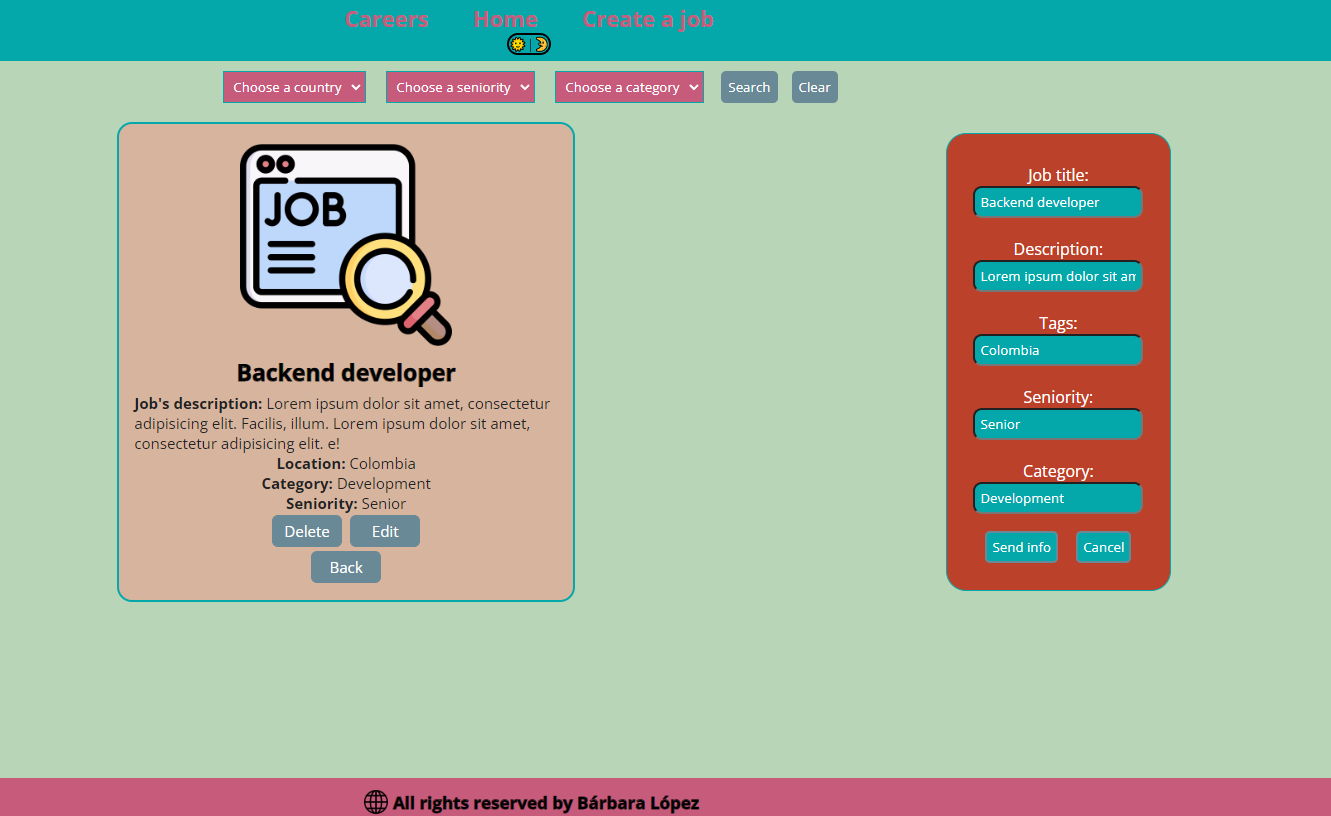 Careers Home Create a job
Choose a country Choose a seniority Choose a category Search Clear
JOB
Backend developer
Job's description: Lorem ipsum dolor sit amet, consectetur
adipisicing elit. Facilis, illum. Lorem ipsum dolor sit amet,
consectetur adipisicing elit. e!
Location: Colombia
Category: Development
Seniority: Senior
Delete Edit
Back
Job title:
Backend developer
Description:
Lorem ipsum dolor sit am
Tags:
Colombia
Seniority:
Senior
Category:
Development
Send info Cancel
All rights reserved by Bárbara López